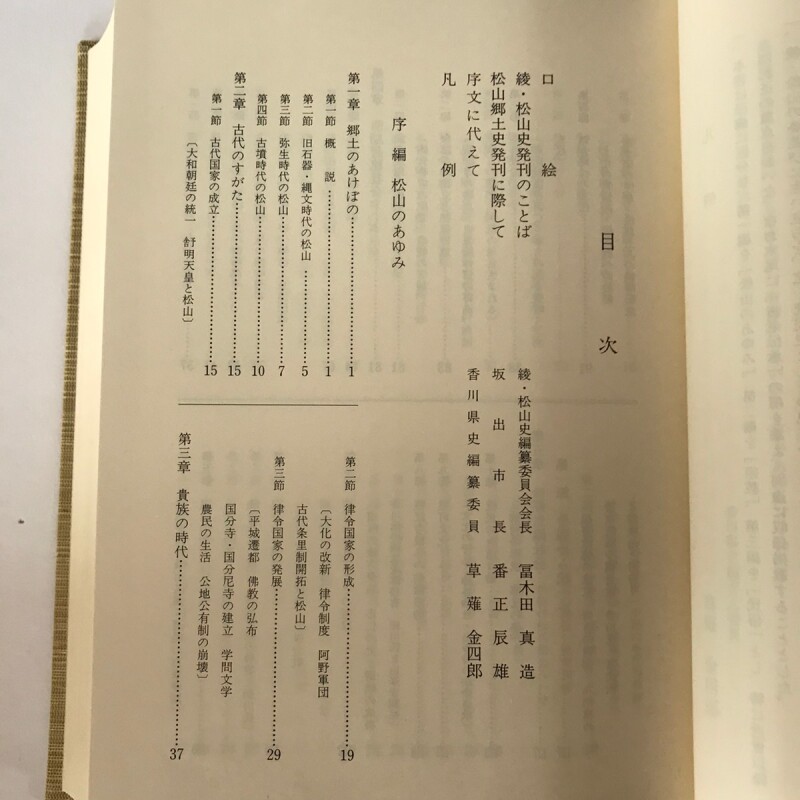 目次
口絵
綾・松山史発刊のことば 綾・松山史編纂委員会会長 冨木田真造
松山郷土史発刊に際して 坂出市長 番正辰雄
序文に代えて 香川県史編纂委員 草薙金四郎
凡例
序編 松山のあゆみ
第一章 郷土のあけぼの………1
第一節 概説………1
第二節 旧石器・縄文時代の松山………5
第三節 弥生時代の松山………7
第四節 古墳時代の松山………10
第二章 古代のすがた………15
第一節 古代国家の成立………15
〔大和朝廷の統一 舒明天皇と松山〕
第二節 律令国家の形成………19
〔大化の改新 律令制度 阿野軍団
古代条里制開拓と松山〕
第三節 律令国家の発展………29
〔平城遷都 佛教の弘布
国分寺・国分尼寺の建立 学問文学
農民の生活 公地公有制の崩壊〕
第三章 貴族の時代………37